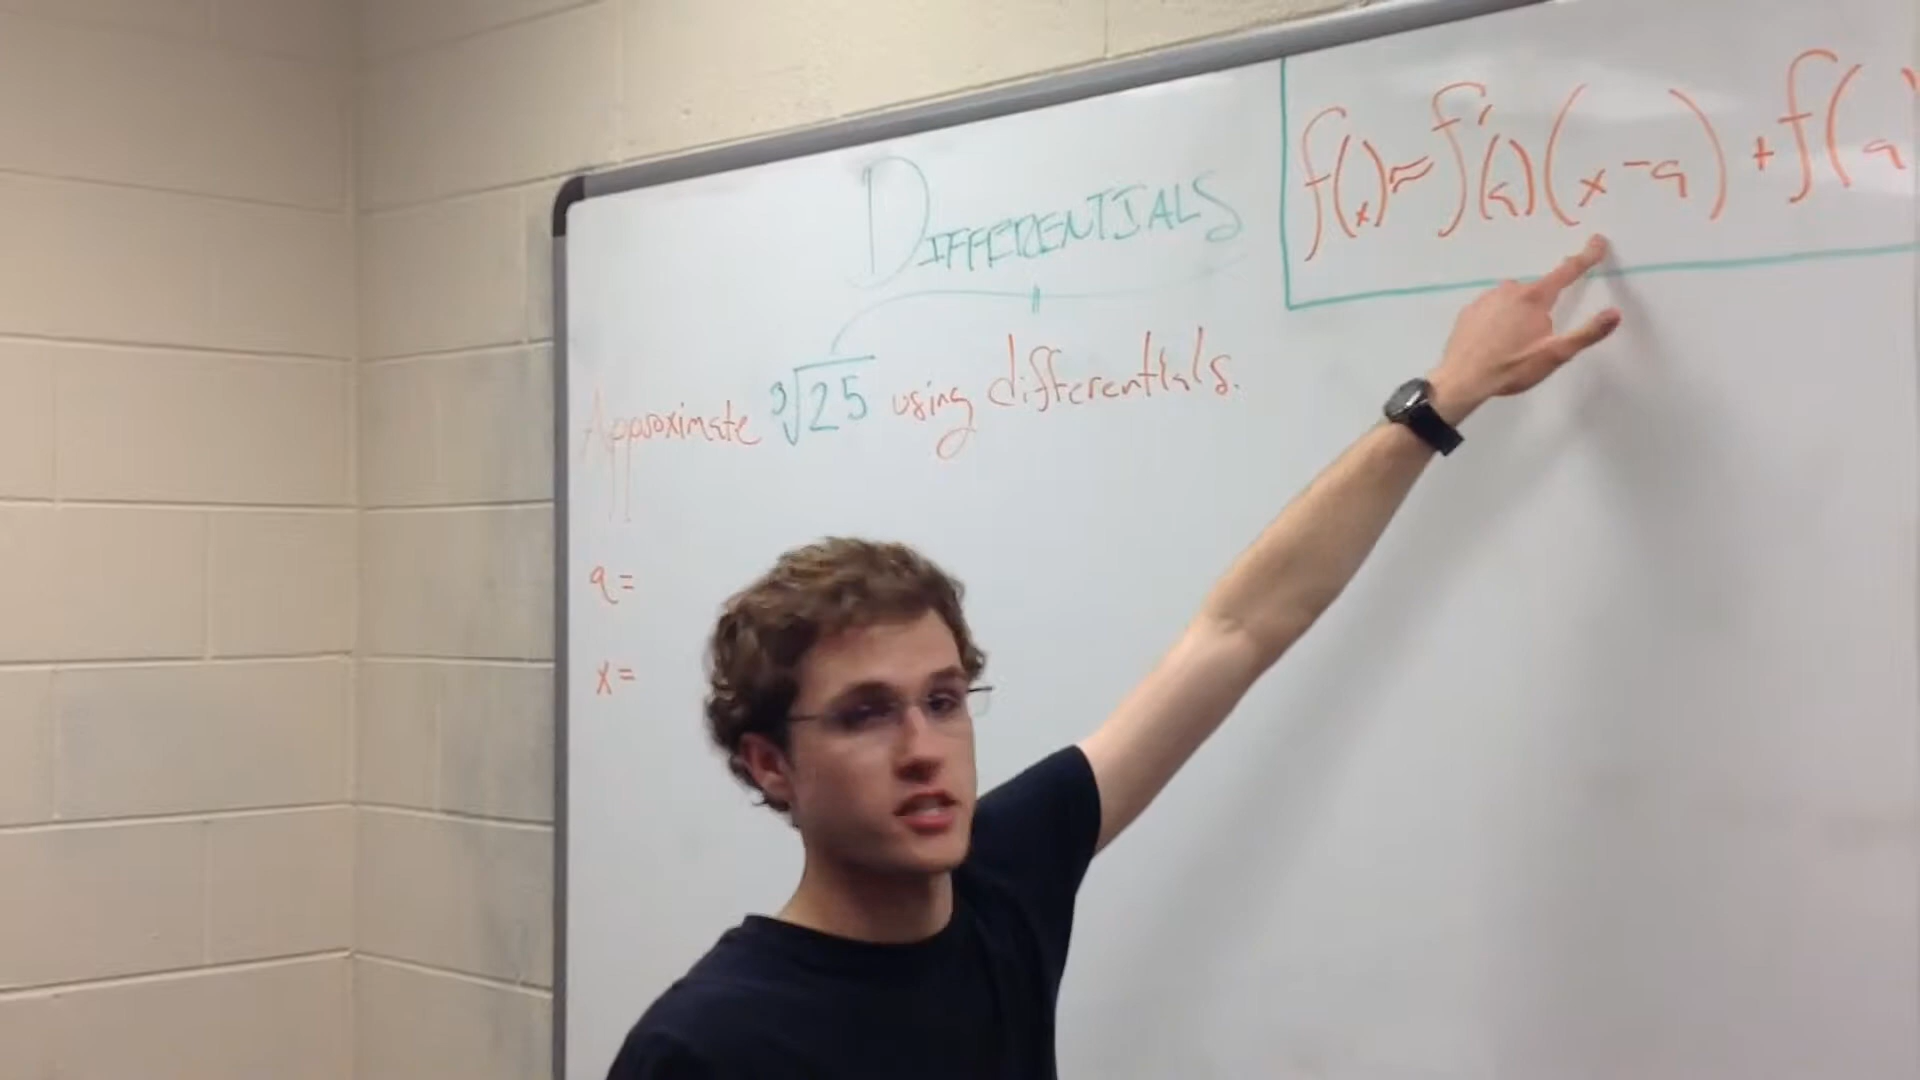 DIFFERENTIALS
f(x)≈f'(a)(x-a)+f(a)
Approximate ∛25 using differentials.
a =
x =